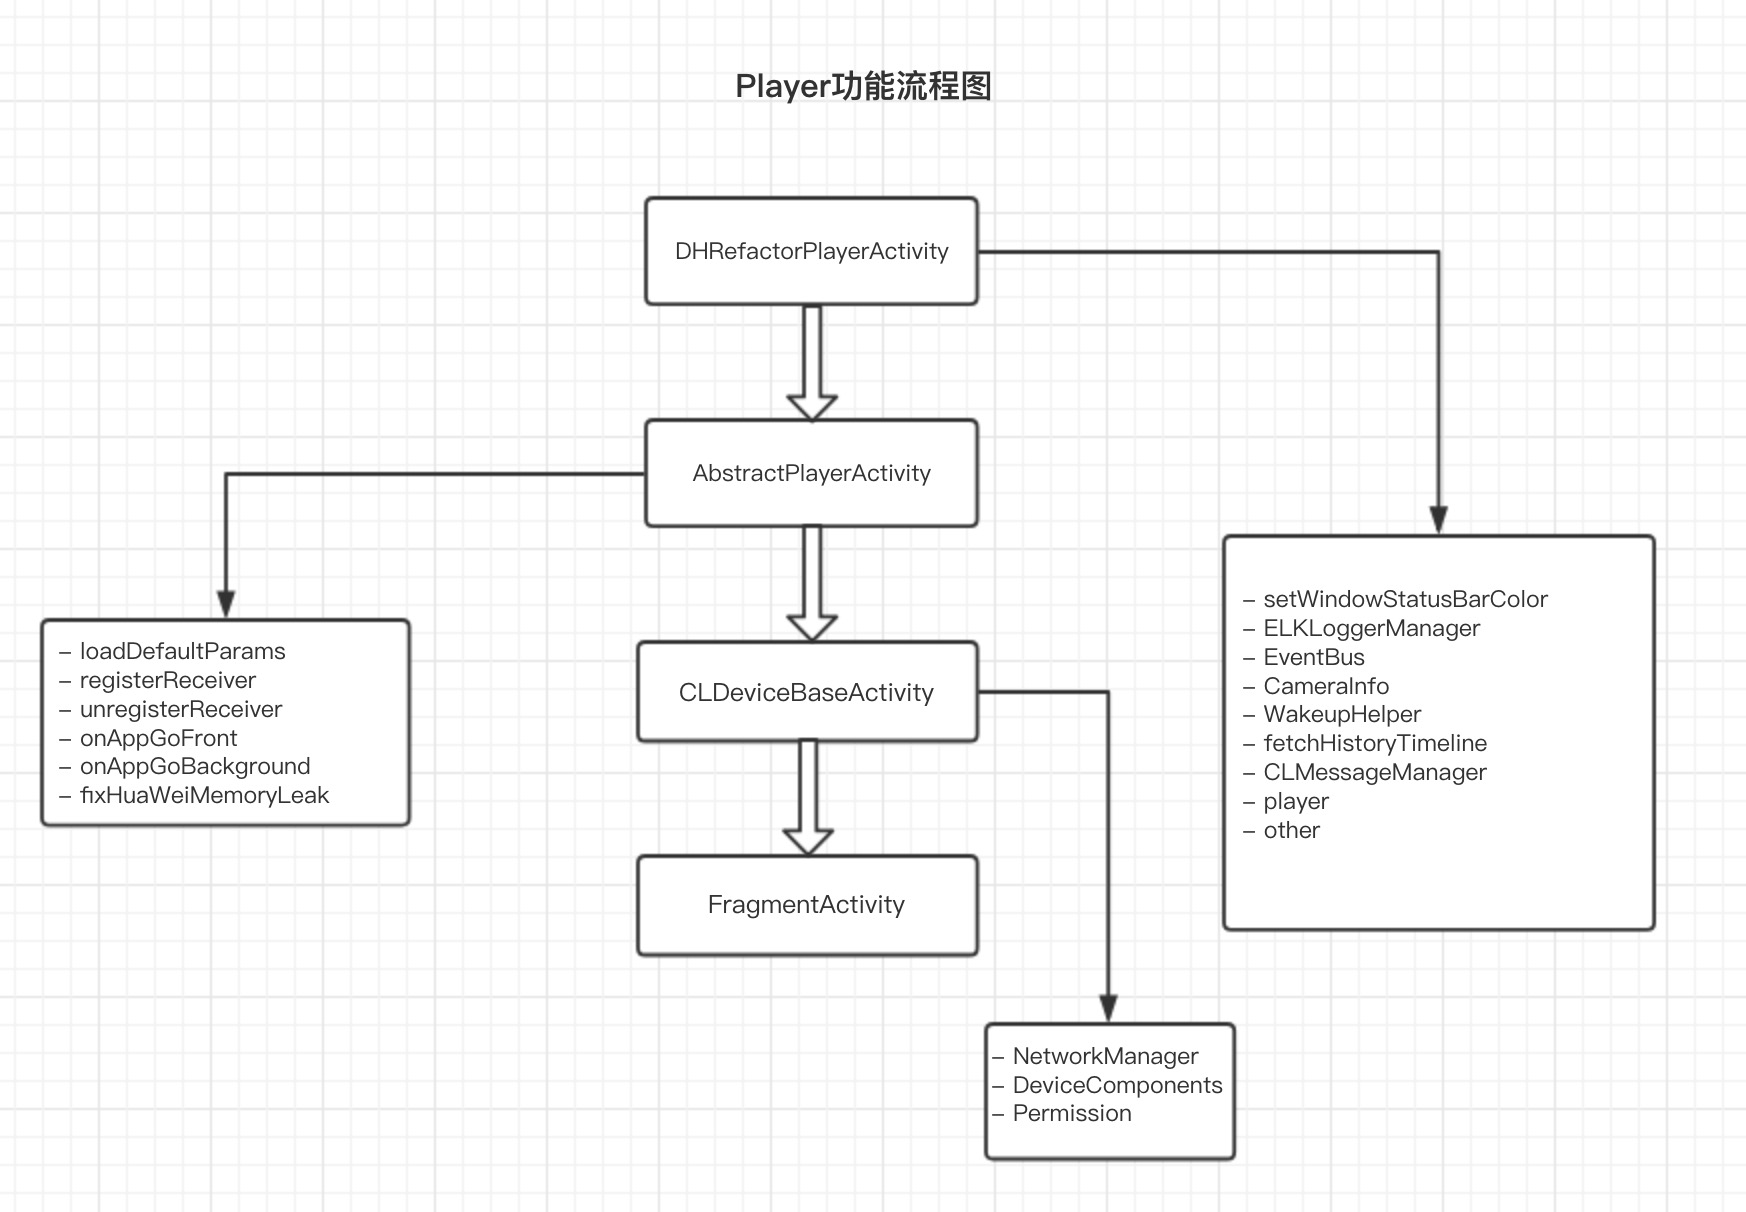 Player功能流程图
DHRefactorPlayerActivity
AbstractPlayerActivity
CLDeviceBaseActivity
FragmentActivity
– loadDefaultParams
– registerReceiver
– unregisterReceiver
– onAppGoFront
– onAppGoBackground
– fixHuaWeiMemoryLeak
– setWindowStatusBarColor
– ELKLoggerManager
– EventBus
– CameraInfo
– WakeupHelper
– fetchHistoryTimeline
– CLMessageManager
– player
– other
– NetworkManager
– DeviceComponents
– Permission